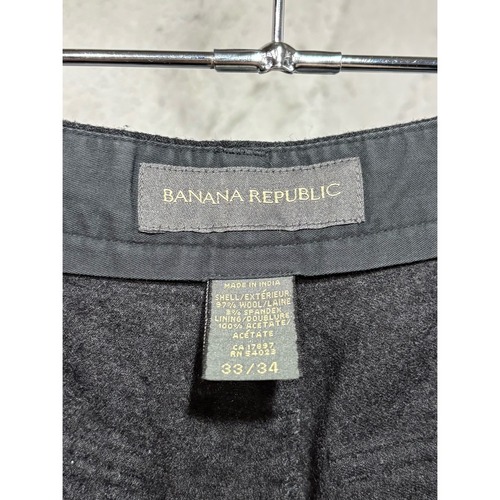 BANANA REPUBLIC
MADE IN INDIA
SHELL/EXTÉRIEUR
97% WOOL/LAINE
3% SPANDEX
LINING/DOUBLURE
100% ACETATE/
ACÉTATE
CA 17897
RN 54023
33/34